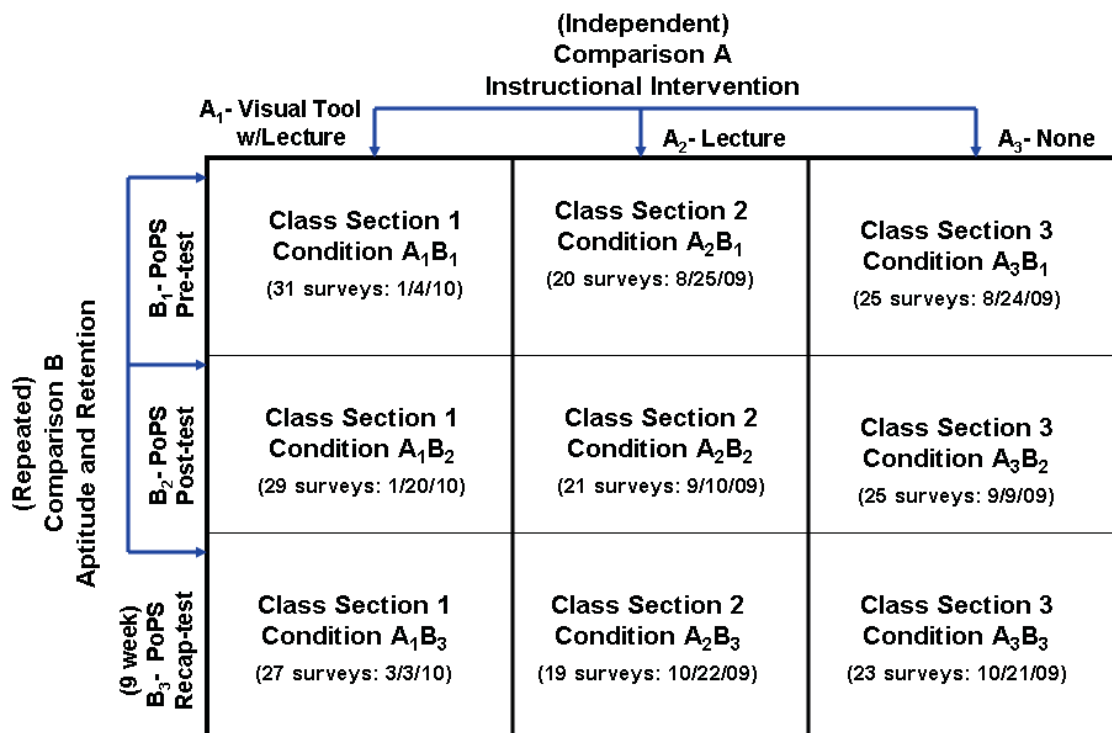 (Independent)
Comparison A
Instructional Intervention
A₁- Visual Tool
w/Lecture
A₂- Lecture
A₃- None
(Repeated)
Comparison B
Aptitude and Retention
B₁- PoPS
Pre-test
Class Section 1
Condition A₁B₁
(31 surveys: 1/4/10)
Class Section 2
Condition A₂B₁
(20 surveys: 8/25/09)
Class Section 3
Condition A₃B₁
(25 surveys: 8/24/09)
B₂- PoPS
Post-test
Class Section 1
Condition A₁B₂
(29 surveys: 1/20/10)
Class Section 2
Condition A₂B₂
(21 surveys: 9/10/09)
Class Section 3
Condition A₃B₂
(25 surveys: 9/9/09)
(9 week)
B₃- PoPS
Recap-test
Class Section 1
Condition A₁B₃
(27 surveys: 3/3/10)
Class Section 2
Condition A₂B₃
(19 surveys: 10/22/09)
Class Section 3
Condition A₃B₃
(23 surveys: 10/21/09)